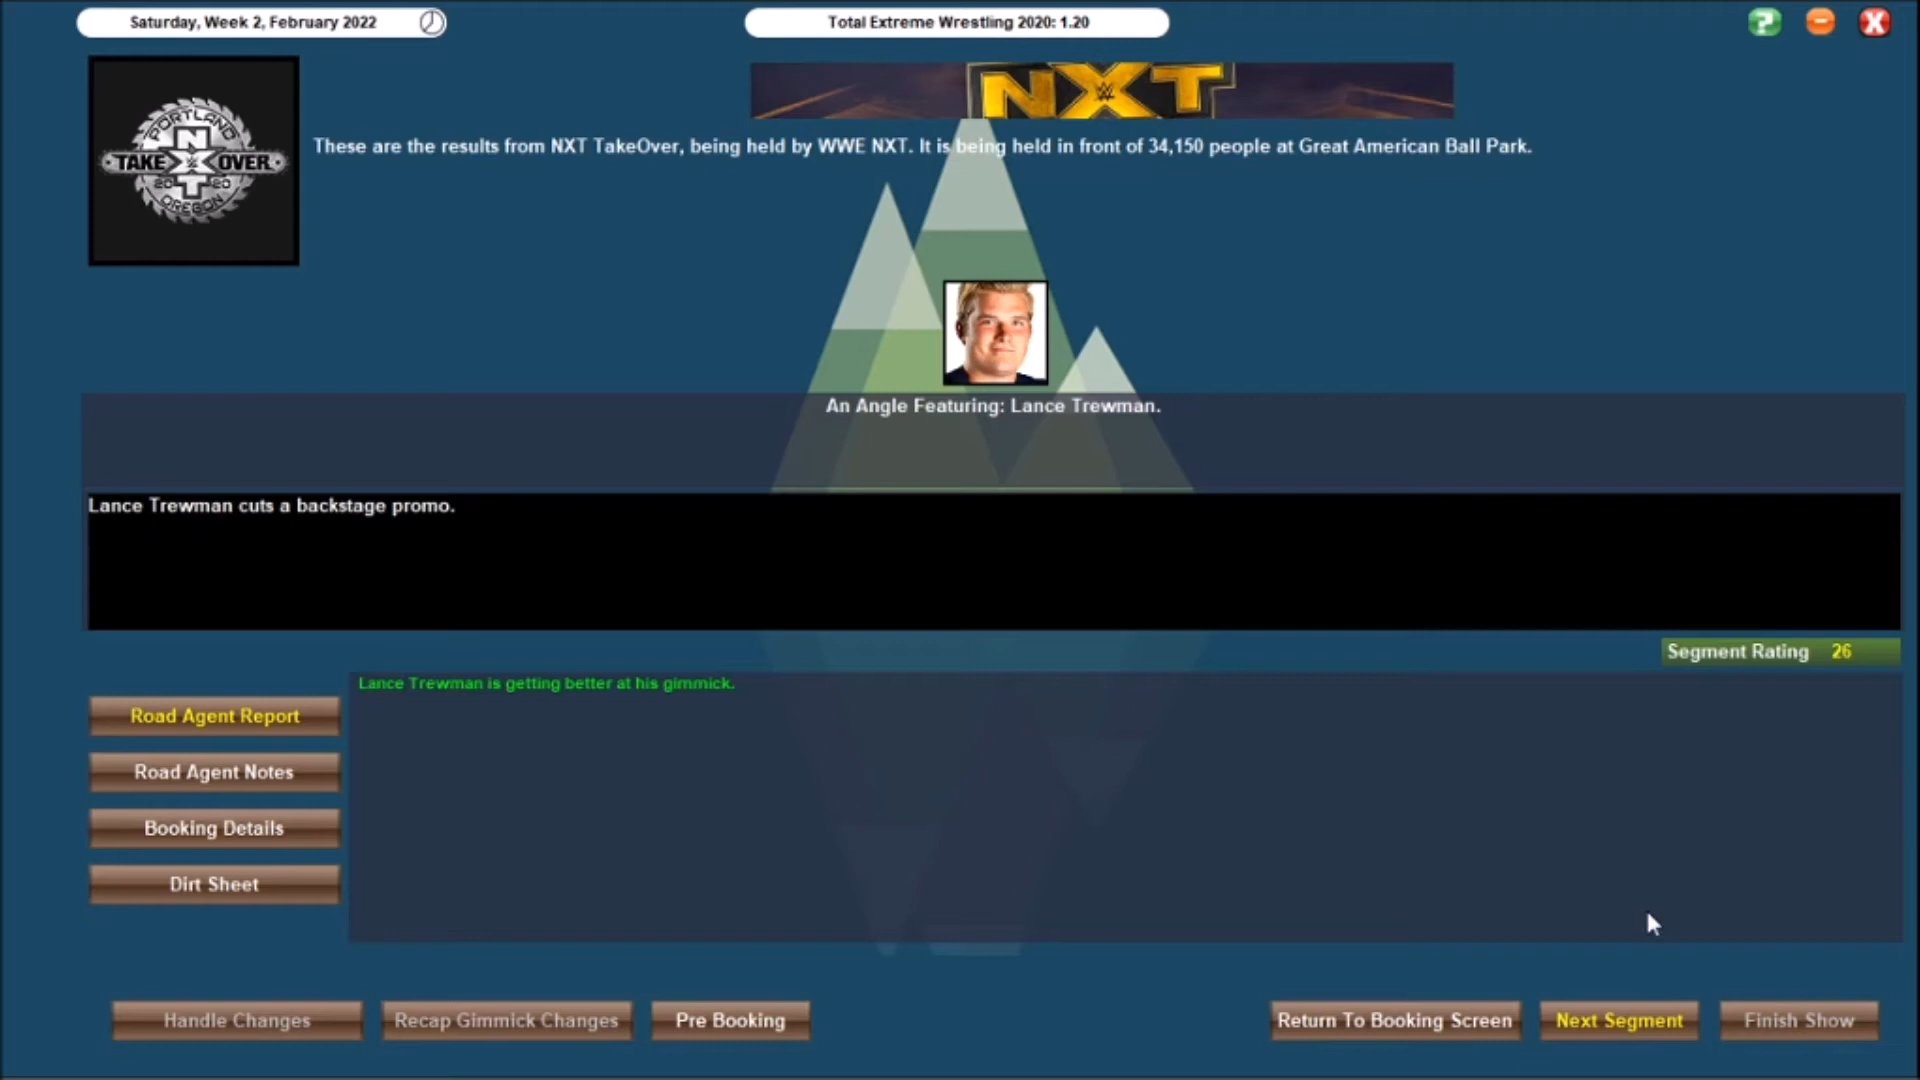 Saturday, Week 2, February 2022
Total Extreme Wrestling 2020: 1.20
NXT
PORTLAND
N
TAKE OVER
20 20
T
OREGON
These are the results from NXT TakeOver, being held by WWE NXT. It is being held in front of 34,150 people at Great American Ball Park.
An Angle Featuring: Lance Trewman.
Lance Trewman cuts a backstage promo.
Segment Rating 26
Lance Trewman is getting better at his gimmick.
Road Agent Report
Road Agent Notes
Booking Details
Dirt Sheet
Handle Changes
Recap Gimmick Changes
Pre Booking
Return To Booking Screen
Next Segment
Finish Show